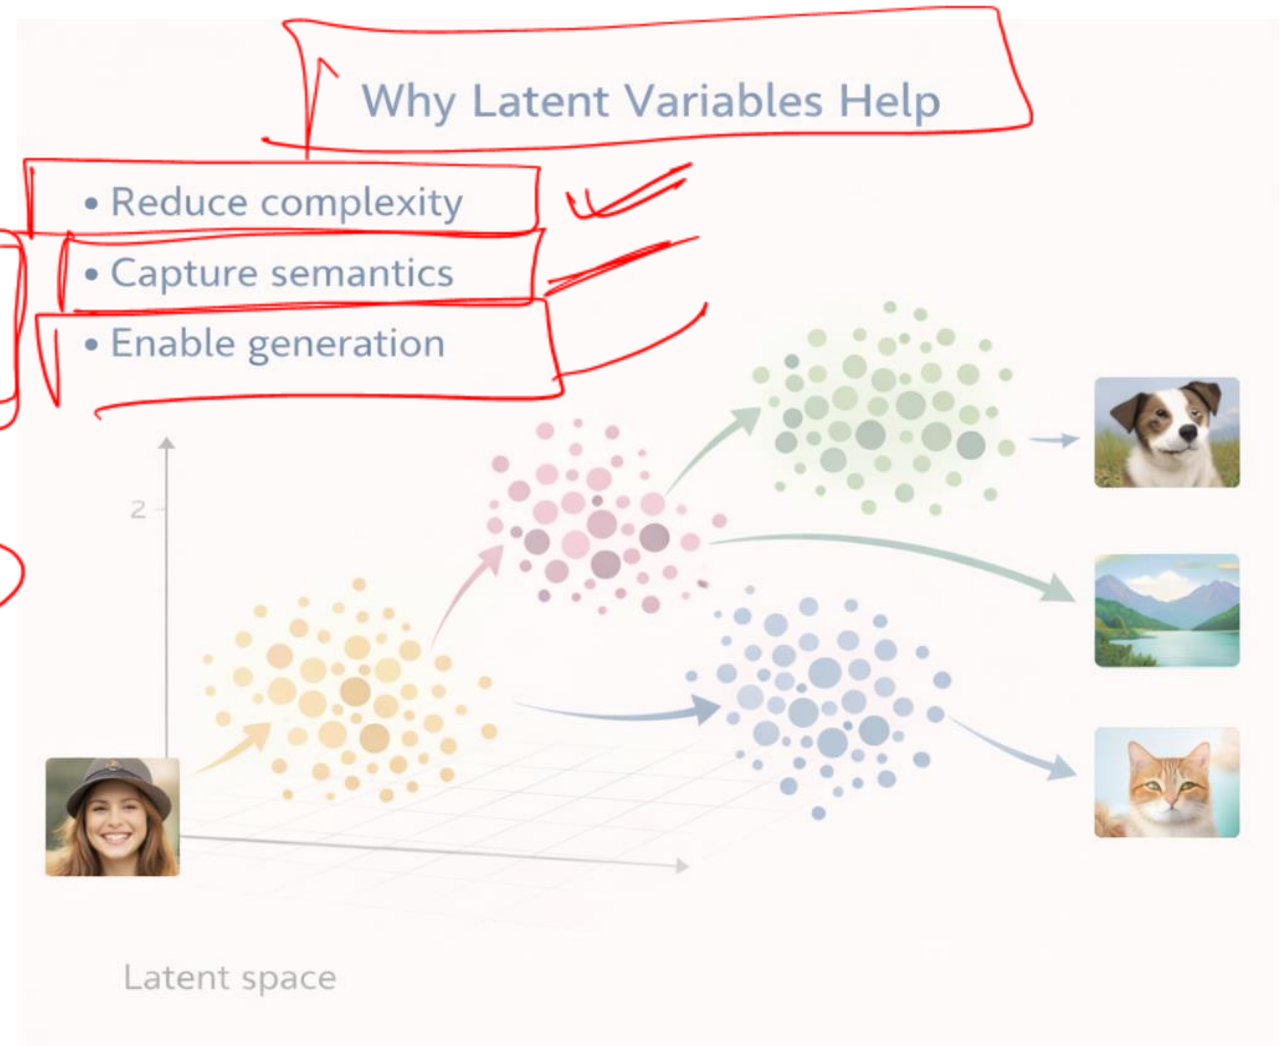 Why Latent Variables Help
• Reduce complexity
• Capture semantics
• Enable generation
2
Latent space